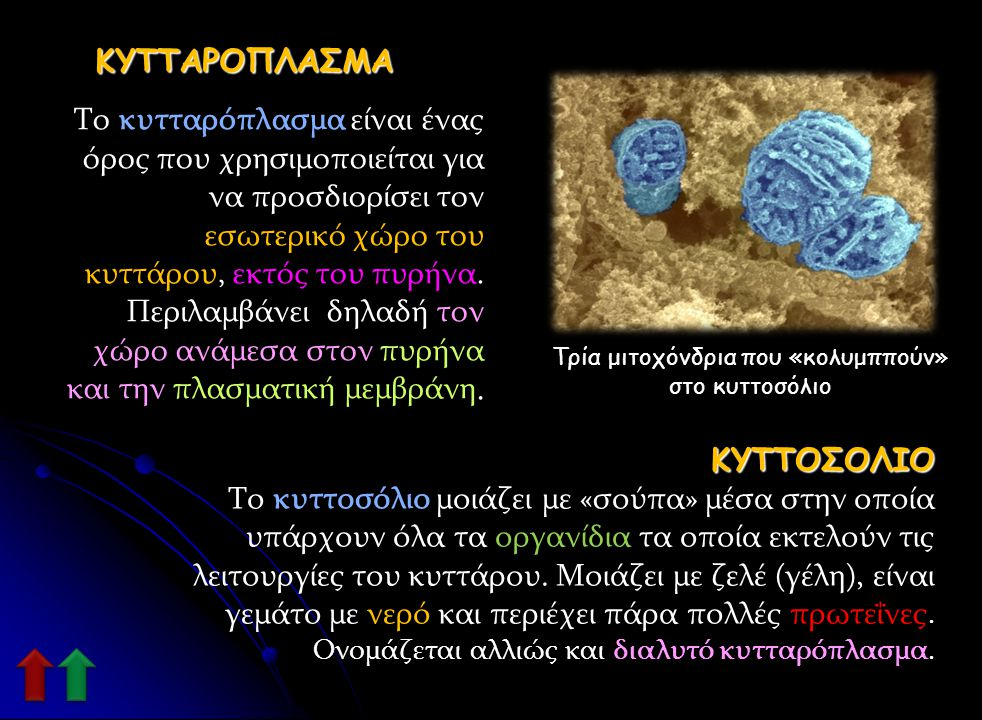 ΚΥΤΤΑΡΟΠΛΑΣΜΑ
Το κυτταρόπλασμα είναι ένας
όρος που χρησιμοποιείται για
να προσδιορίσει τον
εσωτερικό χώρο του
κυττάρου, εκτός του πυρήνα.
Περιλαμβάνει δηλαδή τον
χώρο ανάμεσα στον πυρήνα
και την πλασματική μεμβράνη.
Τρία μιτοχόνδρια που «κολυμππούν»
στο κυττοσόλιο
ΚΥΤΤΟΣΟΛΙΟ
Το κυττοσόλιο μοιάζει με «σούπα» μέσα στην οποία
υπάρχουν όλα τα οργανίδια τα οποία εκτελούν τις
λειτουργίες του κυττάρου. Μοιάζει με ζελέ (γέλη), είναι
γεμάτο με νερό και περιέχει πάρα πολλές πρωτεΐνες.
Ονομάζεται αλλιώς και διαλυτό κυτταρόπλασμα.